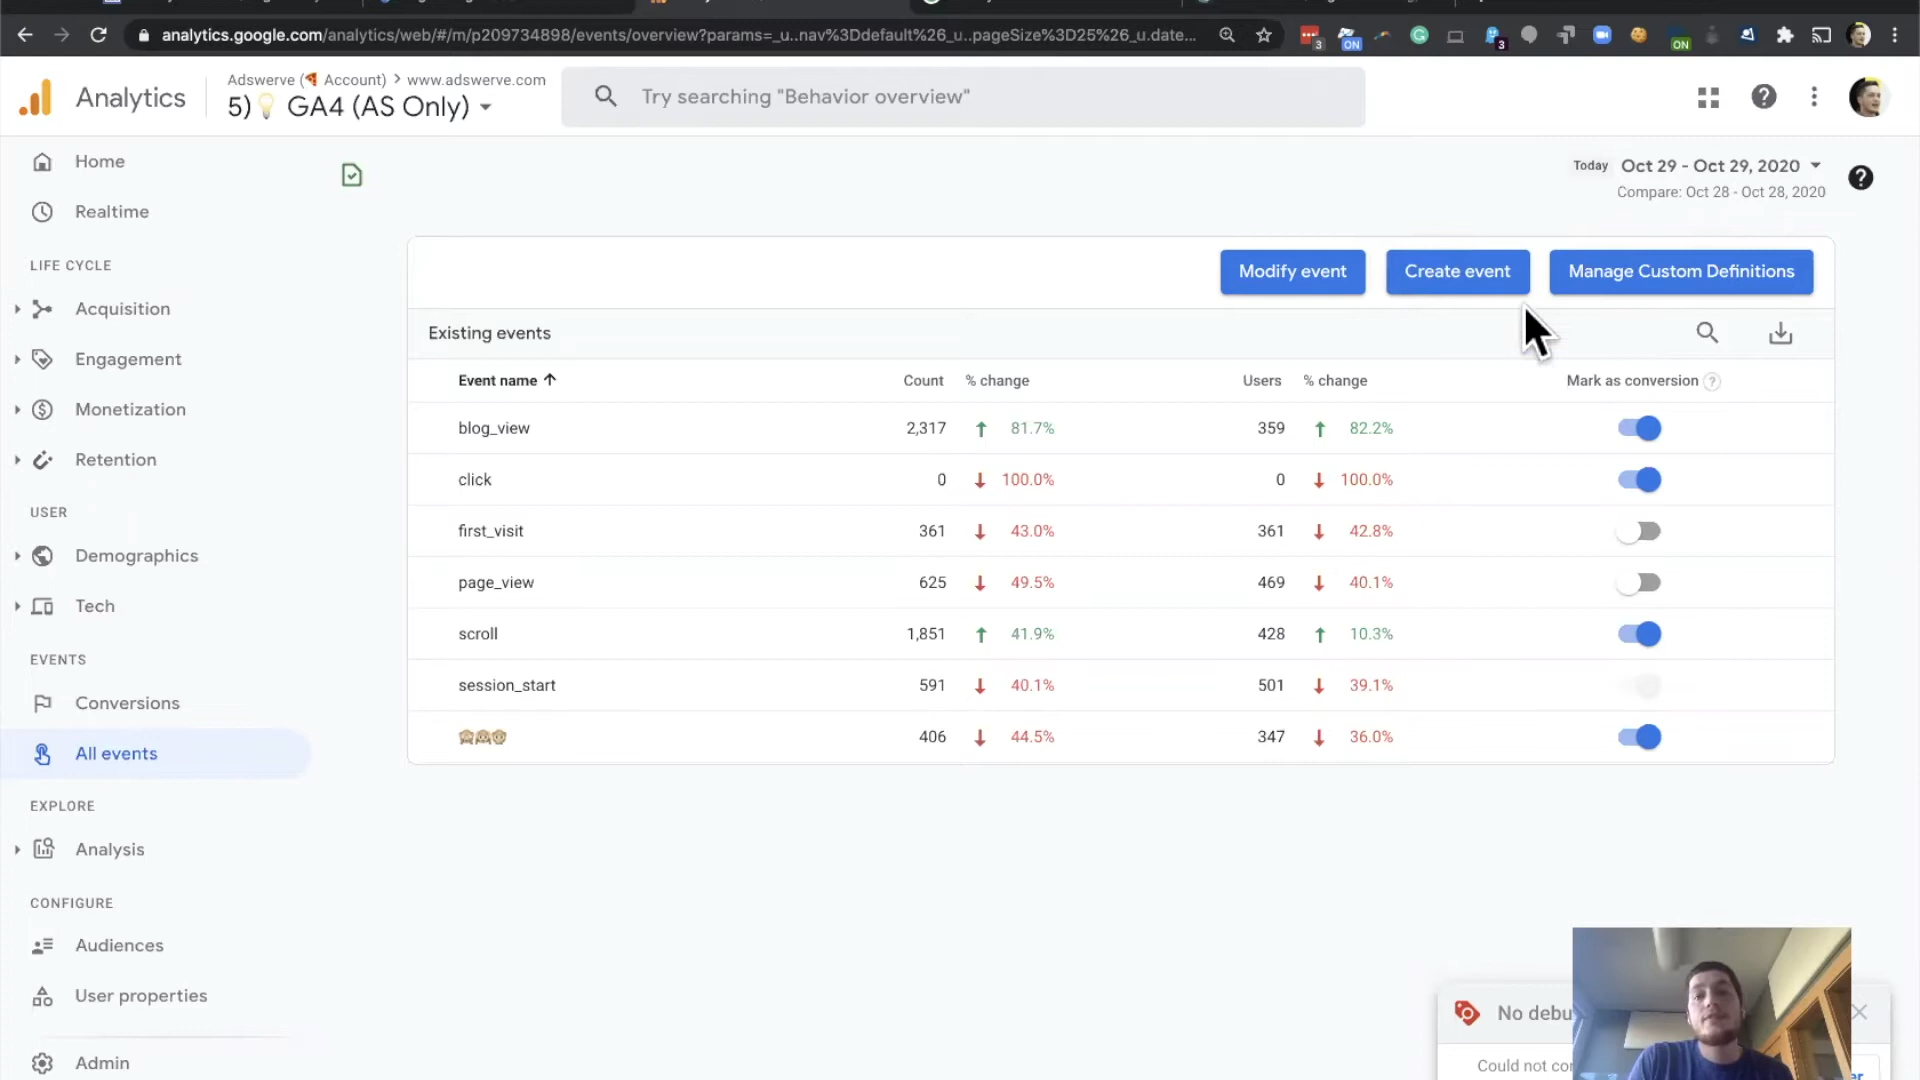 analytics.google.com/analytics/web/#/m/p209734898/events/overview?params=_u..nav%3Ddefault%26_u..pageSize%3D25%26_u.date...
3
ON
3
ON
Analytics
Adswerve (🍕 Account) > www.adswerve.com
5)💡 GA4 (AS Only)
Try searching "Behavior overview"
Home
Realtime
LIFE CYCLE
Acquisition
Engagement
Monetization
Retention
USER
Demographics
Tech
EVENTS
Conversions
All events
EXPLORE
Analysis
CONFIGURE
Audiences
User properties
Admin
Today Oct 29 - Oct 29, 2020
Compare: Oct 28 - Oct 28, 2020
Modify event Create event Manage Custom Definitions
Existing events
Event name ↑ Count % change Users % change Mark as conversion ?
blog_view 2,317 ↑ 81.7% 359 ↑ 82.2%
click 0 ↓ 100.0% 0 ↓ 100.0%
first_visit 361 ↓ 43.0% 361 ↓ 42.8%
page_view 625 ↓ 49.5% 469 ↓ 40.1%
scroll 1,851 ↑ 41.9% 428 ↑ 10.3%
session_start 591 ↓ 40.1% 501 ↓ 39.1%
🙈🙉🐵 406 ↓ 44.5% 347 ↓ 36.0%
No debu
Could not co
er